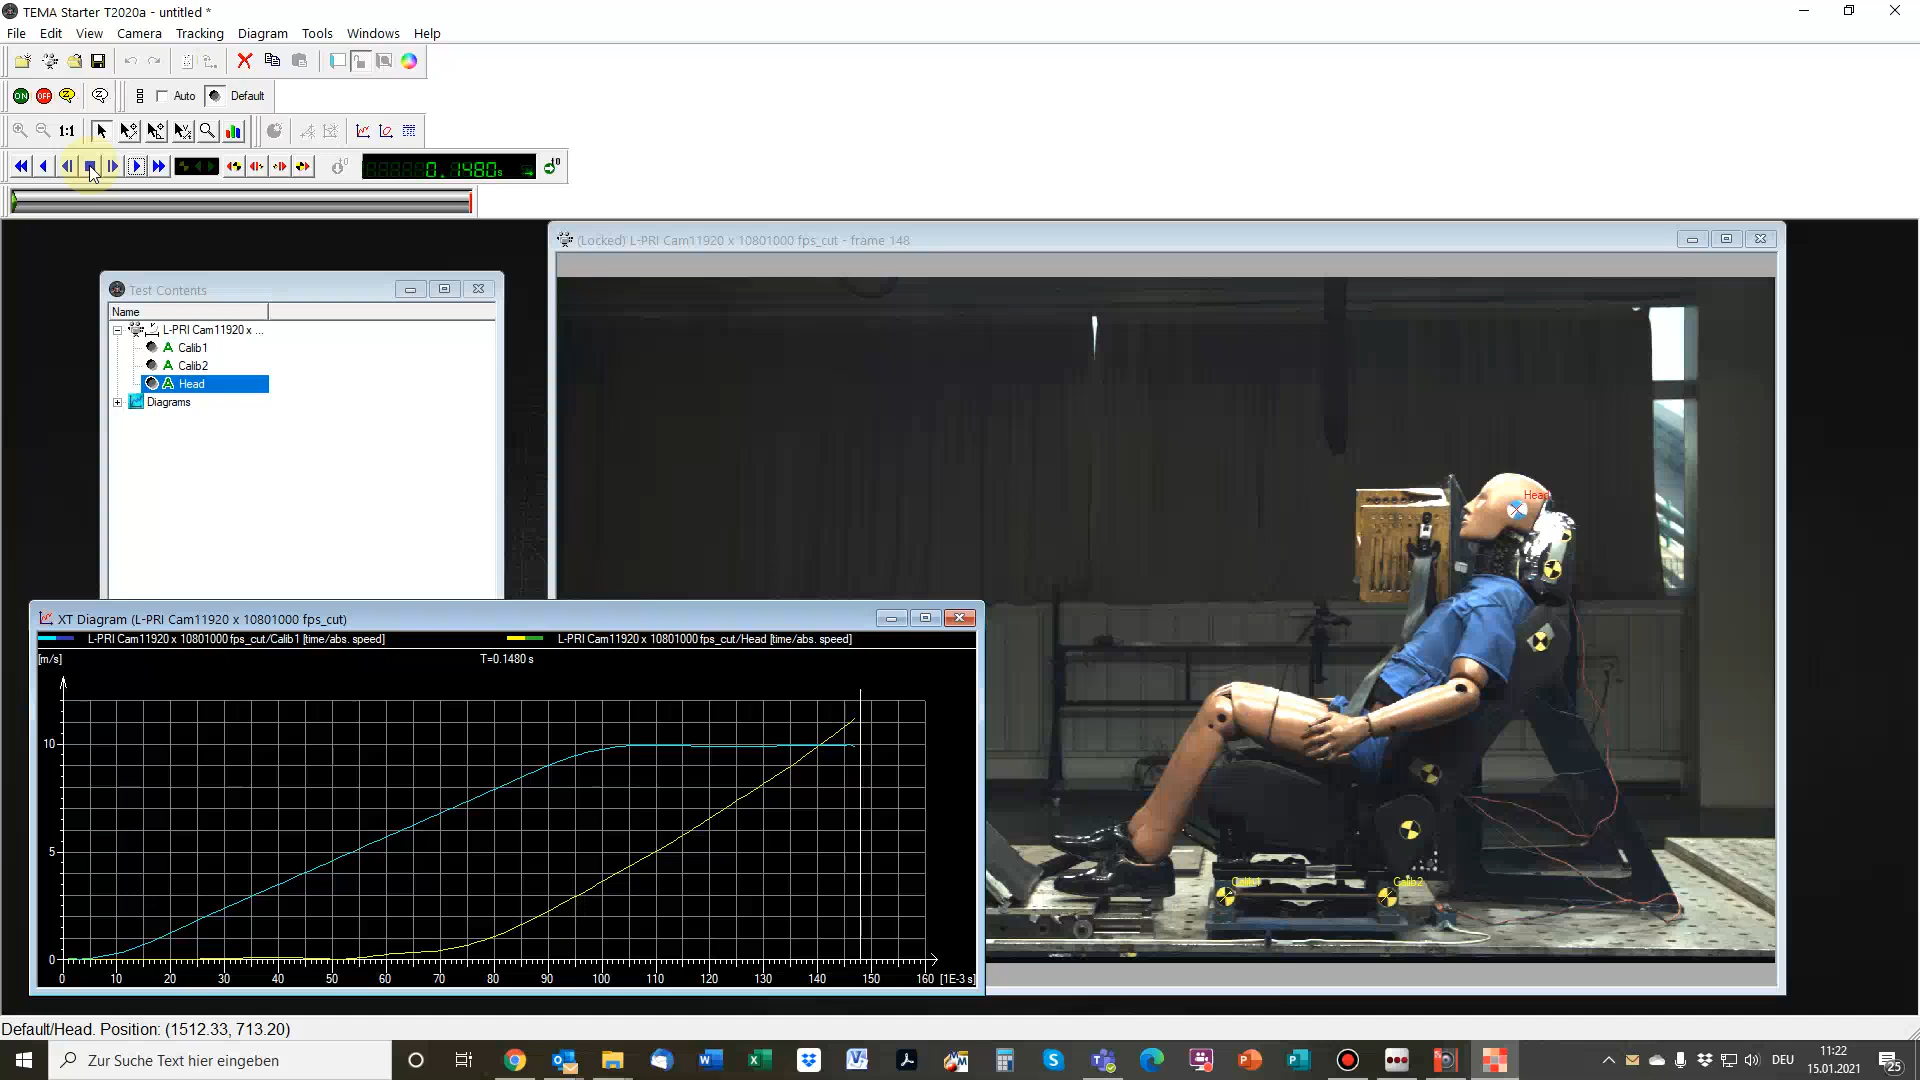 TEMA Starter T2020a - untitled *
File Edit View Camera Tracking Diagram Tools Windows Help
ON OFF Z Z Auto Default
1:1
0.1480s
(Locked) L-PRI Cam11920 x 10801000 fps_cut - frame 148
Test Contents
Name
L-PRI Cam11920 x ...
A Calib1
A Calib2
A Head
Diagrams
Head
Calib1
Calib2
XT Diagram (L-PRI Cam11920 x 10801000 fps_cut)
L-PRI Cam11920 x 10801000 fps_cut/Calib1 [time/abs. speed] L-PRI Cam11920 x 10801000 fps_cut/Head [time/abs. speed]
[m/s] T=0.1480 s
10
5
0
0 10 20 30 40 50 60 70 80 90 100 110 120 130 140 150 160 [1E-3 s]
Default/Head. Position: (1512.33, 713.20)
Zur Suche Text hier eingeben
DEU
11:22
15.01.2021
25